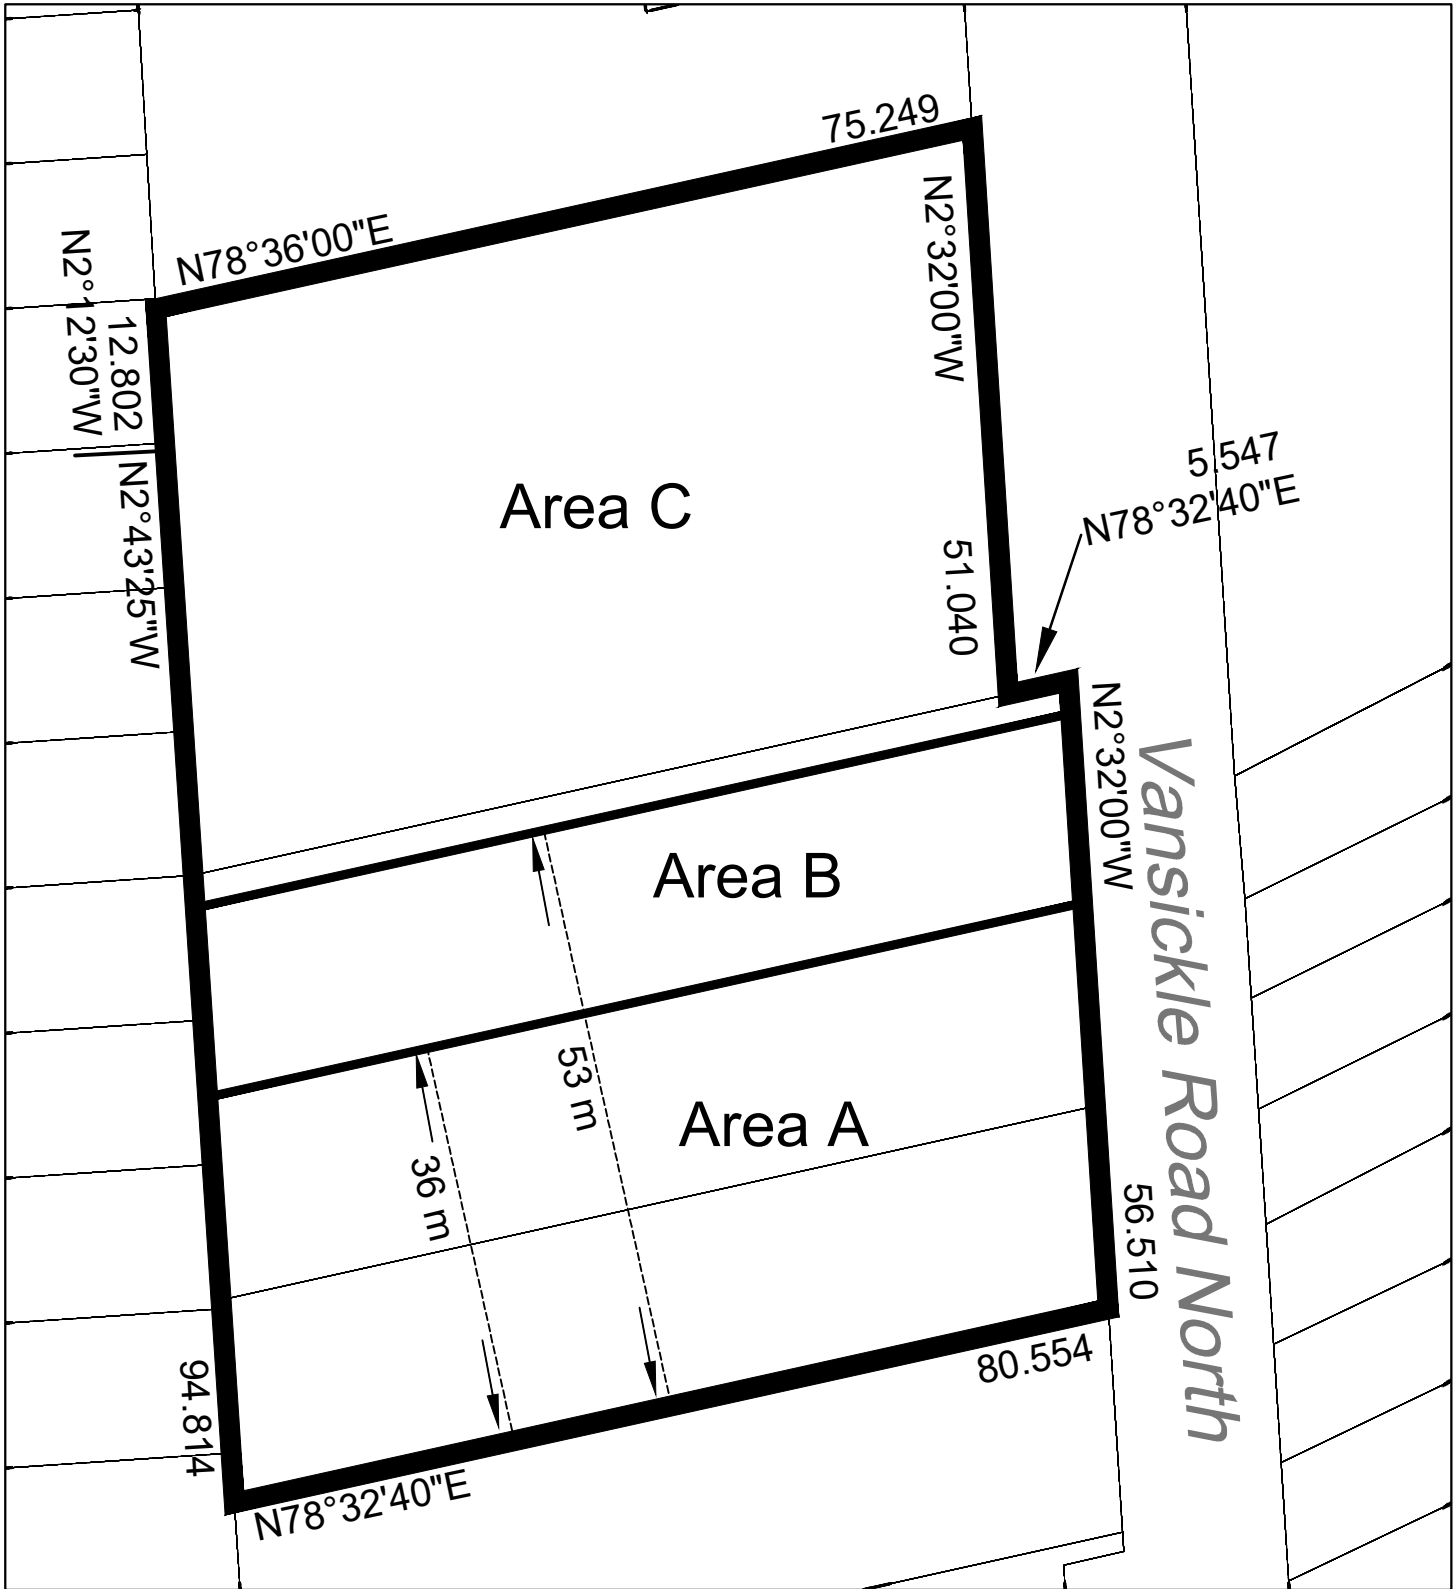 75.249
N78°36'00"E
N2°32'00"W
N2°12'30"W
12.802
N2°43'25"W
Area C
5.547
N78°32'40"E
51.040
N2°32'00"W
Vansickle Road North
Area B
53 m
Area A
36 m
56.510
80.554
94.814
N78°32'40"E